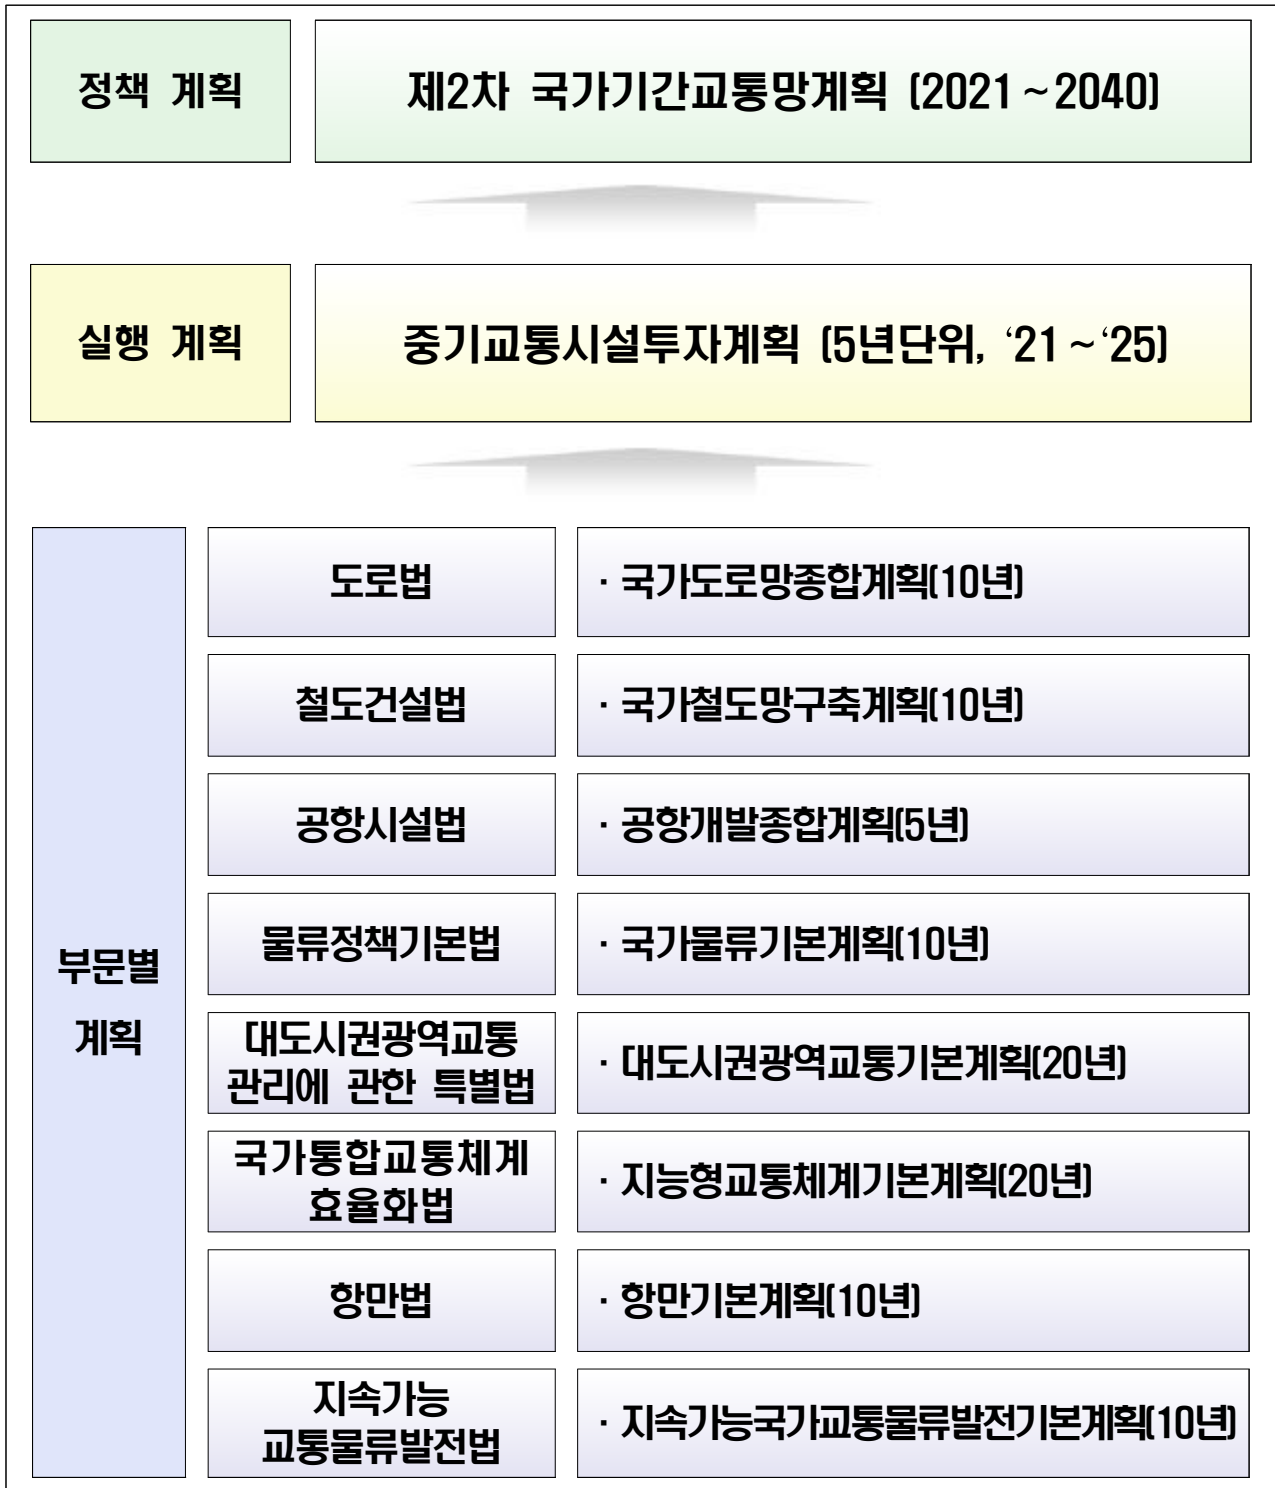 정책 계획
제2차 국가기간교통망계획 (2021～2040)
실행 계획
중기교통시설투자계획 (5년단위, ‘21～‘25)
부문별
계획
도로법
· 국가도로망종합계획(10년)
철도건설법
· 국가철도망구축계획(10년)
공항시설법
· 공항개발종합계획(5년)
물류정책기본법
· 국가물류기본계획(10년)
대도시권광역교통
관리에 관한 특별법
· 대도시권광역교통기본계획(20년)
국가통합교통체계
효율화법
· 지능형교통체계기본계획(20년)
항만법
· 항만기본계획(10년)
지속가능
교통물류발전법
· 지속가능국가교통물류발전기본계획(10년)